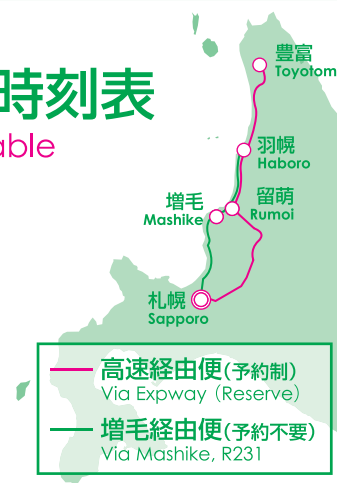 時刻表
able
豊富
Toyotom
羽幌
Haboro
増毛
Mashike
留萌
Rumoi
札幌
Sapporo
高速経由便(予約制)
Via Expway（Reserve）
増毛経由便(予約不要)
Via Mashike, R231